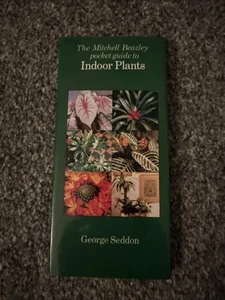 The Mitchell Beazley
pocket guide to
Indoor Plants
George Seddon